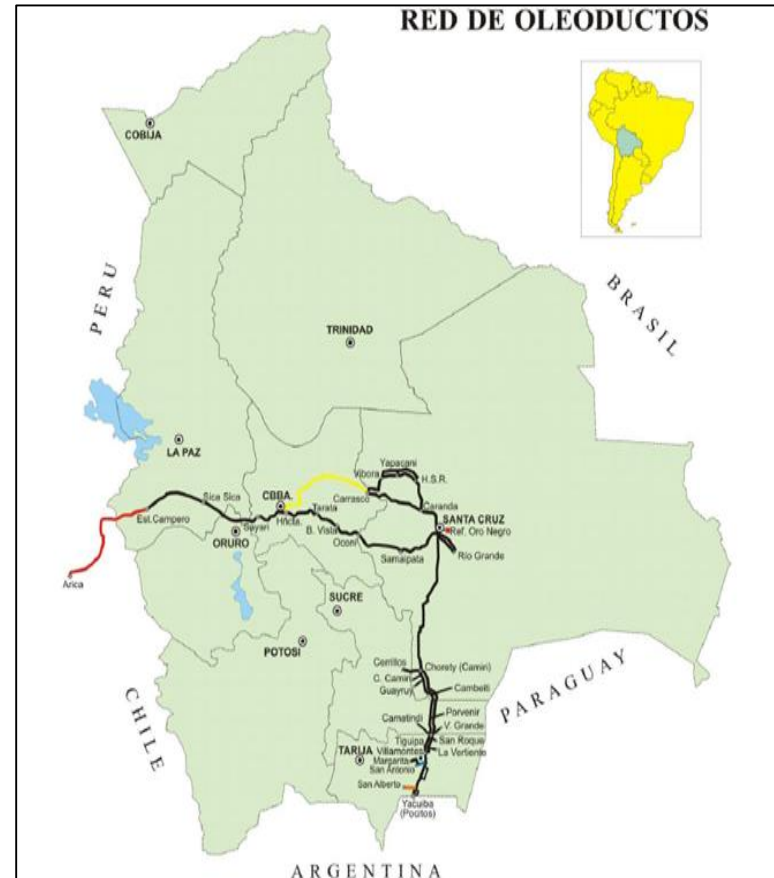 RED DE OLEODUCTOS
COBIJA
PERU
BRASIL
TRINIDAD
LA PAZ
Yapacani
Vibora
H.S.R.
Sica Sica
CBBA.
Carrasco
Caranda
Est.Campero
Tarata
SANTA CRUZ
Sayari
Hñcta.
Ref. Oro Negro
ORURO
B. Vista
Oconi
Rio Grande
Samaipata
Arica
SUCRE
POTOSI
CHILE
PARAGUAY
Cerrillos
Chorety (Camiri)
C. Camiri
Guayruy
Cambeiti
Porvenir
Camatindi
V. Grande
Tiguipa
San Roque
TARIJA
Villamontes
La Vertiente
Margarita
San Antonio
San Alberto
Yacuiba
(Pocitos)
ARGENTINA